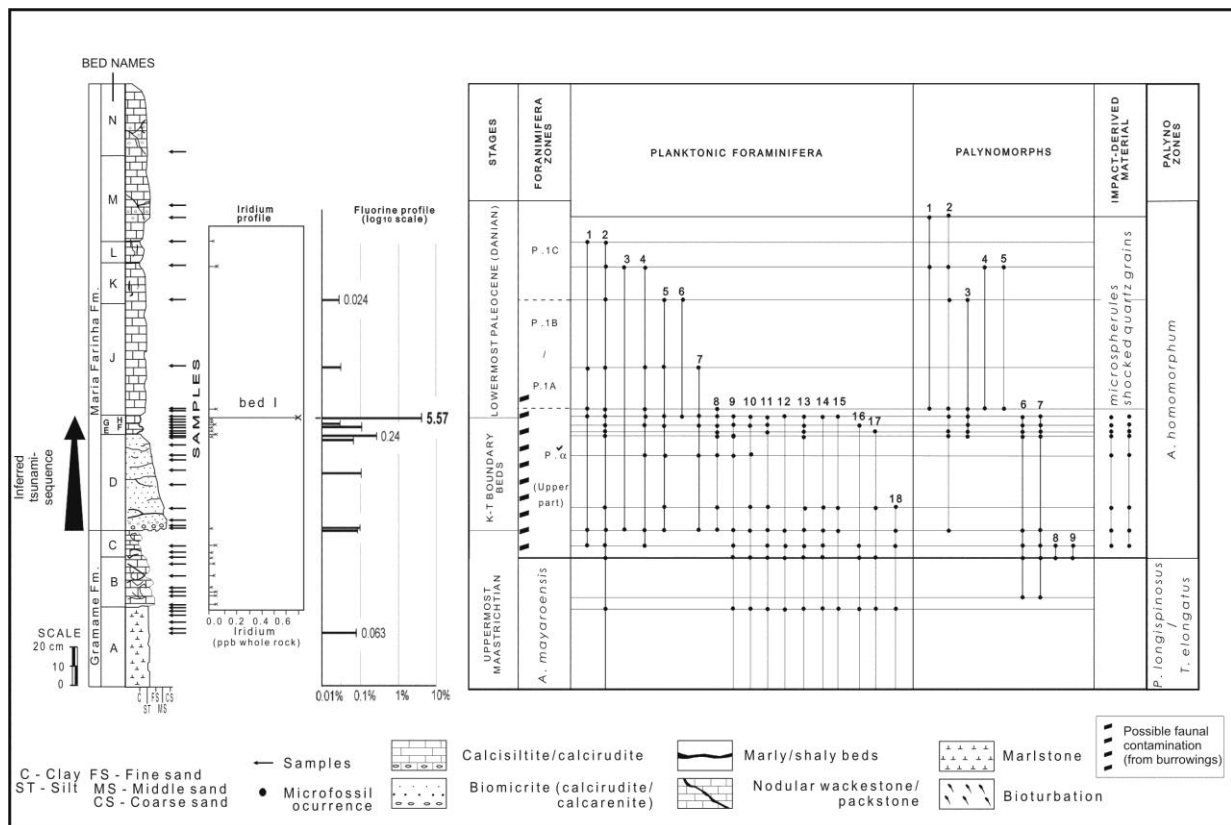 BED NAMES
N
M
L
K
J
H
G
F
E
D
C
B
A
Maria Farinha Fm.
Gramame Fm.
Inferred
tsunami-
sequence
SCALE
20 cm
10
0
C
ST
FS
MS
CS
SAMPLES
Iridium
profile
bed I
0.0 0.2 0.4 0.6
Iridium
(ppb whole rock)
Fluorine profile
(log10 scale)
0.024
5.57
0.24
0.063
0.01% 0.1% 1% 10%
STAGES
FORANIMIFERA
ZONES
PLANKTONIC FORAMINIFERA
PALYNOMORPHS
IMPACT-DERIVED
MATERIAL
PALYNO
ZONES
LOWERMOST PALEOCENE (DANIAN)
K-T BOUNDARY
BEDS
UPPERMOST
MAASTRICHTIAN
P.1C
P.1B
/
P.1A
P.α
(Upper
part)
A. mayaroensis
1 2 3 4 5 6 7 8 9 10 11 12 13 14 15 16 17 18
1 2 3 4 5 6 7 8 9
microspherules
shocked quartz grains
A. homomorphum
P. longispinosus
/
T. elongatus
C - Clay FS - Fine sand
ST - Silt MS - Middle sand
CS - Coarse sand
Samples
Microfossil
ocurrence
Calcisiltite/calcirudite
Biomicrite (calcirudite/
calcarenite)
Marly/shaly beds
Nodular wackestone/
packstone
Marlstone
Bioturbation
Possible faunal
contamination
(from burrowings)